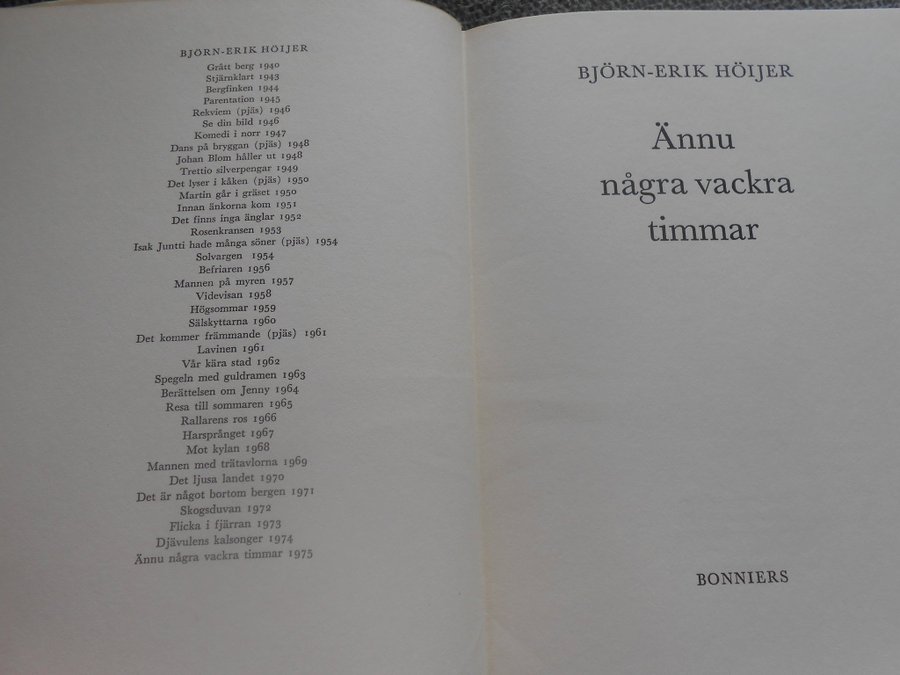 BJÖRN-ERIK HÖIJER
Grått berg 1940
Stjärnklart 1943
Bergfinken 1944
Parentation 1945
Rekviem (pjäs) 1946
Se din bild 1946
Komedi i norr 1947
Dans på bryggan (pjäs) 1948
Johan Blom håller ut 1948
Trettio silverpengar 1949
Det lyser i kåken (pjäs) 1950
Martin går i gräset 1950
Innan änkorna kom 1951
Det finns inga änglar 1952
Rosenkransen 1953
Isak Juntti hade många söner (pjäs) 1954
Solvargen 1954
Befriaren 1956
Mannen på myren 1957
Videvisan 1958
Högsommar 1959
Sälskyttarna 1960
Det kommer främmande (pjäs) 1961
Lavinen 1961
Vår kära stad 1962
Spegeln med guldramen 1963
Berättelsen om Jenny 1964
Resa till sommaren 1965
Rallarens ros 1966
Harsprånget 1967
Mot kylan 1968
Mannen med trätavlorna 1969
Det ljusa landet 1970
Det är något bortom bergen 1971
Skogsduvan 1972
Flicka i fjärran 1973
Djävulens kalsonger 1974
Ännu några vackra timmar 1975
BJÖRN-ERIK HÖIJER
Ännu
några vackra
timmar
BONNIERS